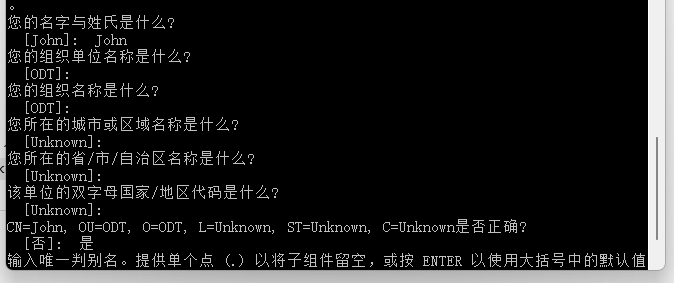 。
您的名字与姓氏是什么?
[John]: John
您的组织单位名称是什么?
[ODT]:
您的组织名称是什么?
[ODT]:
您所在的城市或区域名称是什么?
[Unknown]:
您所在的省/市/自治区名称是什么?
[Unknown]:
该单位的双字母国家/地区代码是什么?
[Unknown]:
CN=John, OU=ODT, O=ODT, L=Unknown, ST=Unknown, C=Unknown是否正确?
[否]: 是
输入唯一判别名。提供单个点 (.) 以将子组件留空，或按 ENTER 以使用大括号中的默认值